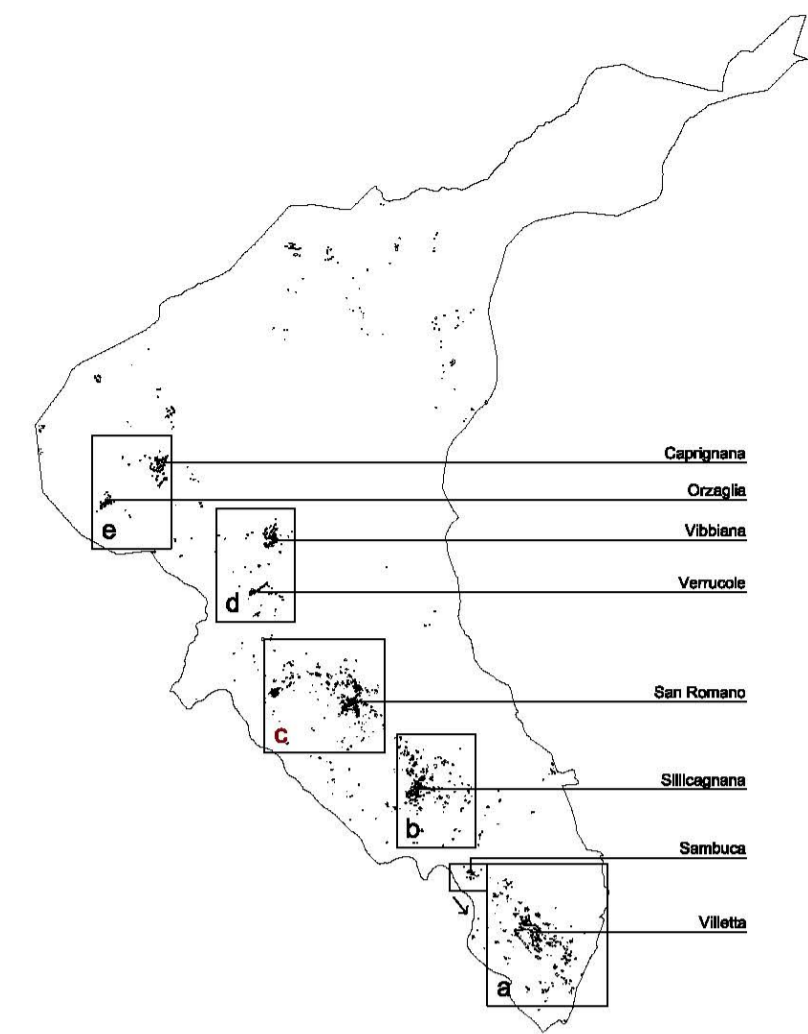 Caprignana
Orzaglia
e
Vibbiana
Verrucole
d
San Romano
c
Sillicagnana
b
Sambuca
Villetta
a